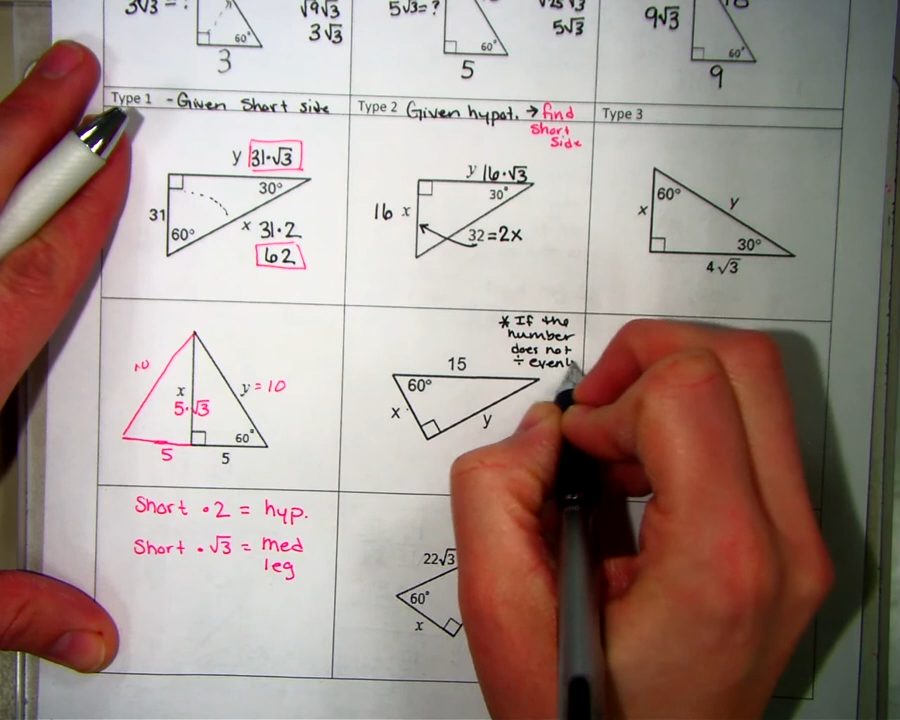 3√3 = ?
60°
3
√9√3
3√3
5√3=?
60°
5
5√3
9√3
60°
9
Type 1 - Given Short side
Type 2 Given hypot. → find
short
side
Type 3
y 31·√3
30°
31
60°
x 31·2
62
y 16·√3
30°
16 x
32=2x
60°
y
x
30°
4√3
x
5·√3
y = 10
60°
5
5
* If the
number
does not
÷ evenl
15
60°
x
y
Short · 2 = hyp.
Short · √3 = med
leg
22√3
60°
x